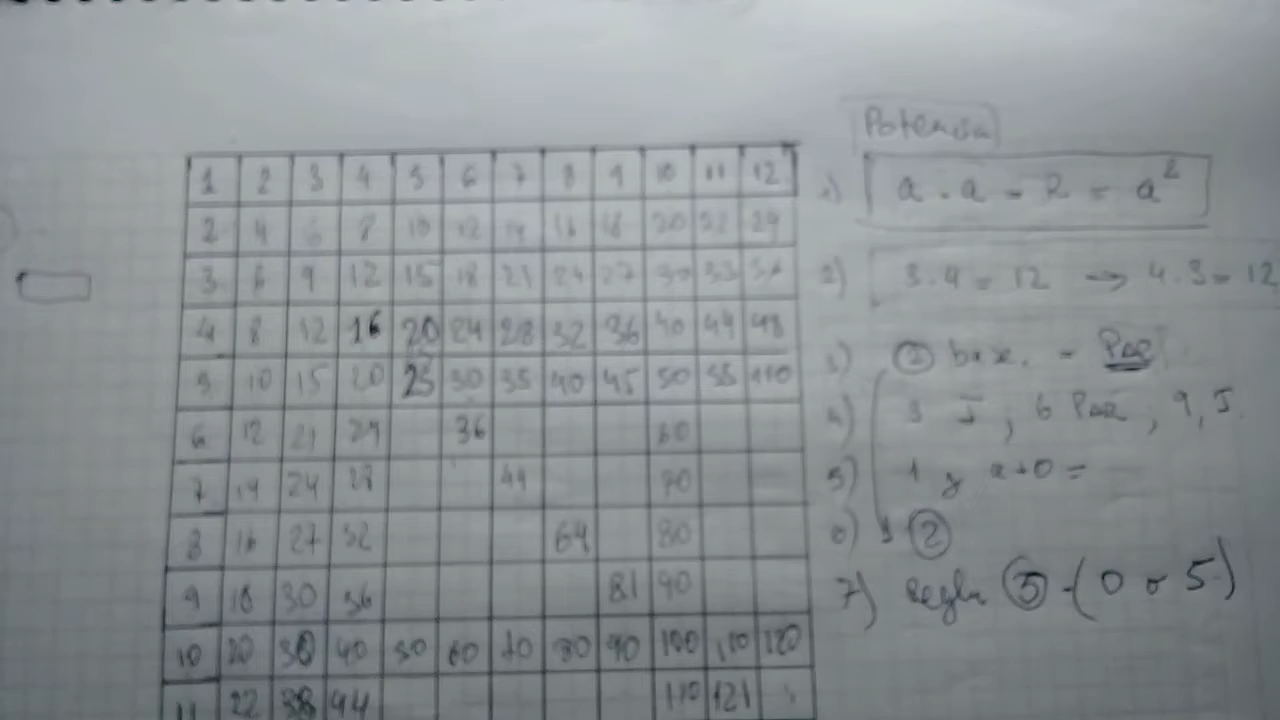 Potencia
1 2 3 4 5 6 7 8 9 10 11 12
1) a . a = 2 = a²
2 4 6 8 10 12 14 16 18 20 22 24
3 6 9 12 15 18 21 24 27 30 33 36
2) 3.4 = 12 → 4.3 = 12
4 8 12 16 20 24 28 32 36 40 44 48
3) 2 = PAR
5 10 15 20 25 30 35 40 45 50 55 110
4) 3 I, 6 PAR, 9, I.
6 12 21 24 36 60
5) 1 y
7 14 24 28 70
8 16 27 32 64 80
6) 2
9 18 30 36 81 90
7) Regla 5 - (0 o 5)
10 20 30 40 50 60 70 80 90 100 110 120
11 22 33 44 110 121